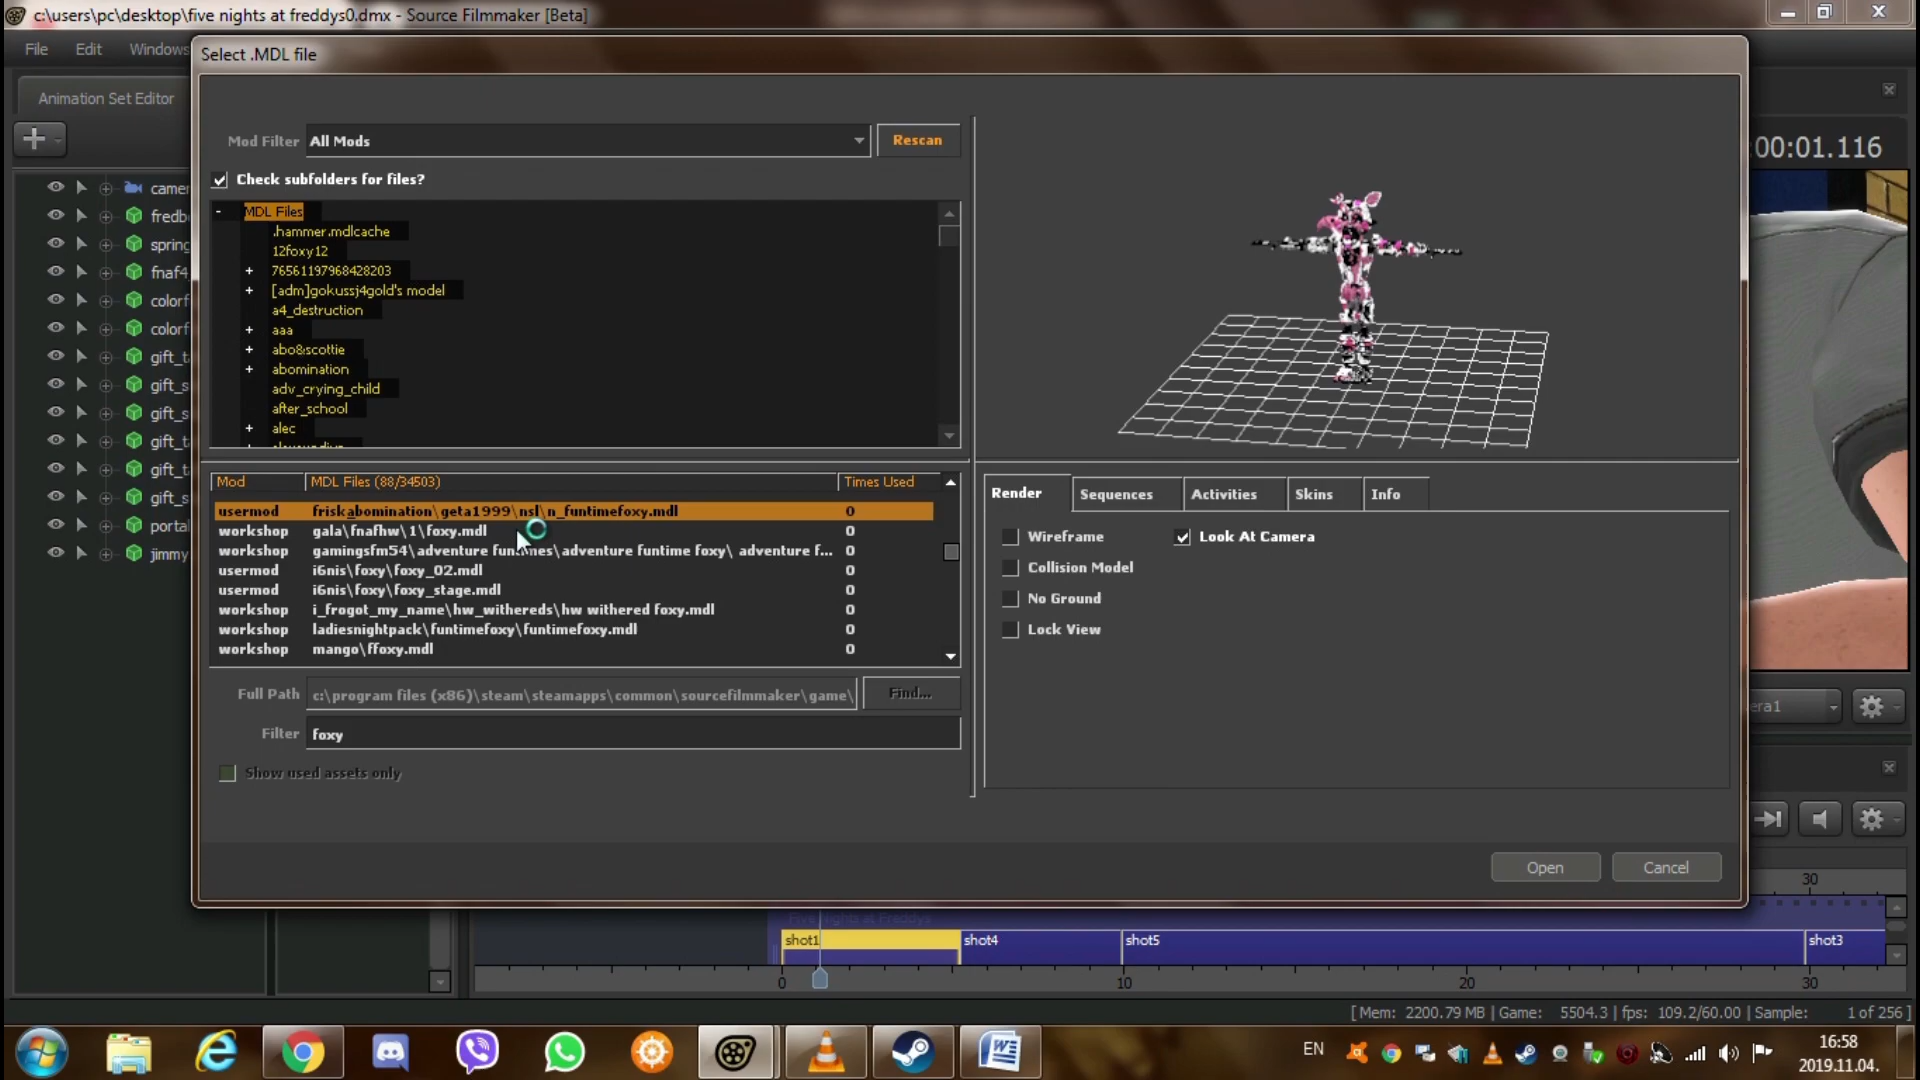 c:\users\pc\desktop\five nights at freddys0.dmx - Source Filmmaker [Beta]
File Edit Windows
Select .MDL file
Animation Set Editor
Mod Filter All Mods Rescan
Check subfolders for files?
:00:01.116
- MDL Files
.hammer.mdlcache
12foxy12
+ 76561197968428203
+ [adm]gokussj4gold's model
a4_destruction
+ aaa
+ abo&scottie
+ abomination
adv_crying_child
after_school
+ alec
camer
fredb
spring
fnaf4
colorf
colorf
gift_t
gift_s
gift_s
gift_t
gift_t
gift_s
portal
jimmy
Mod MDL Files (88/34503) Times Used
usermod friskabomination\geta1999\nsl\n_funtimefoxy.mdl 0
workshop gala\fnafhw\1\foxy.mdl 0
workshop gamingsfm54\adventure funtimes\adventure funtime foxy\ adventure f... 0
usermod i6nis\foxy\foxy_02.mdl 0
usermod i6nis\foxy\foxy_stage.mdl 0
workshop i_frogot_my_name\hw_withereds\hw withered foxy.mdl 0
workshop ladiesnightpack\funtimefoxy\funtimefoxy.mdl 0
workshop mango\ffoxy.mdl 0
Full Path c:\program files (x86)\steam\steamapps\common\sourcefilmmaker\game\ Find...
Filter foxy
Show used assets only
Render Sequences Activities Skins Info
Wireframe Look At Camera
Collision Model
No Ground
Lock View
era1
Open Cancel
30
Five Nights at Freddys
shot1 shot4 shot5 shot3
0 10 20 30
[ Mem: 2200.79 MB | Game: 5504.3 | fps: 109.2/60.00 | Sample: 1 of 256 ]
EN
16:58
2019.11.04.